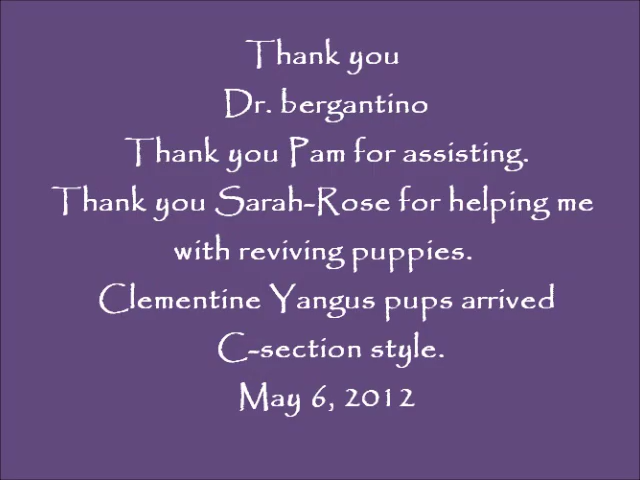 Thank you
Dr. bergantino
Thank you Pam for assisting.
Thank you Sarah-Rose for helping me
with reviving puppies.
Clementine Yangus pups arrived
C-section style.
May 6, 2012